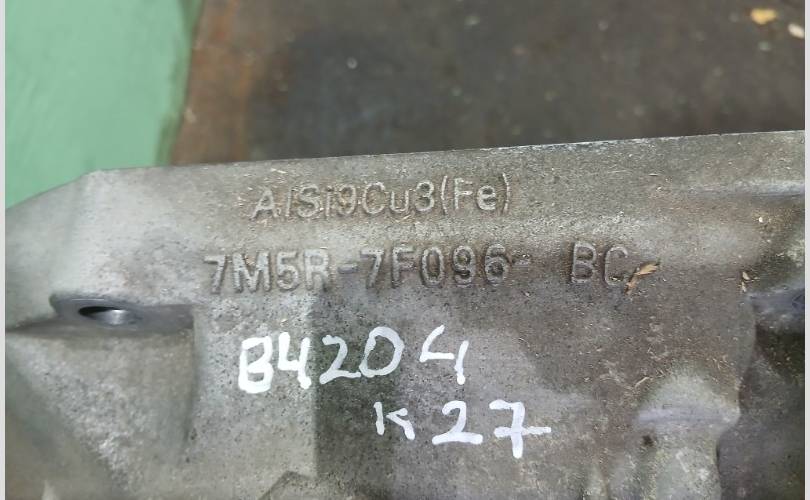 AlSi9Cu3(Fe)
7M5R-7F096- BC
B4204
K27